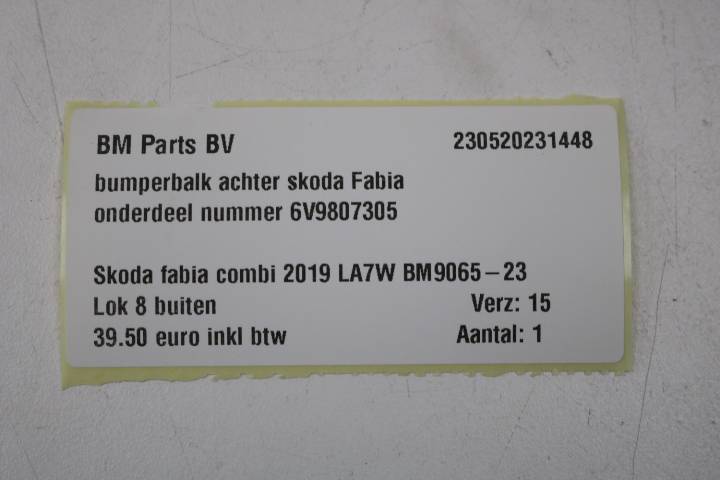 BM Parts BV 230520231448
bumperbalk achter skoda Fabia
onderdeel nummer 6V9807305
Skoda fabia combi 2019 LA7W BM9065-23
Lok 8 buiten Verz: 15
39.50 euro inkl btw Aantal: 1